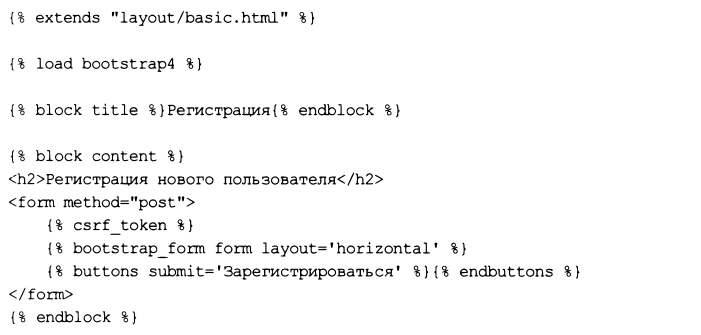 {% extends "layout/basic.html" %}
{% load bootstrap4 %}
{% block title %}Регистрация{% endblock %}
{% block content %}
<h2>Регистрация нового пользователя</h2>
<form method="post">
    {% csrf_token %}
    {% bootstrap_form form layout='horizontal' %}
    {% buttons submit='Зарегистрироваться' %}{% endbuttons %}
</form>
{% endblock %}